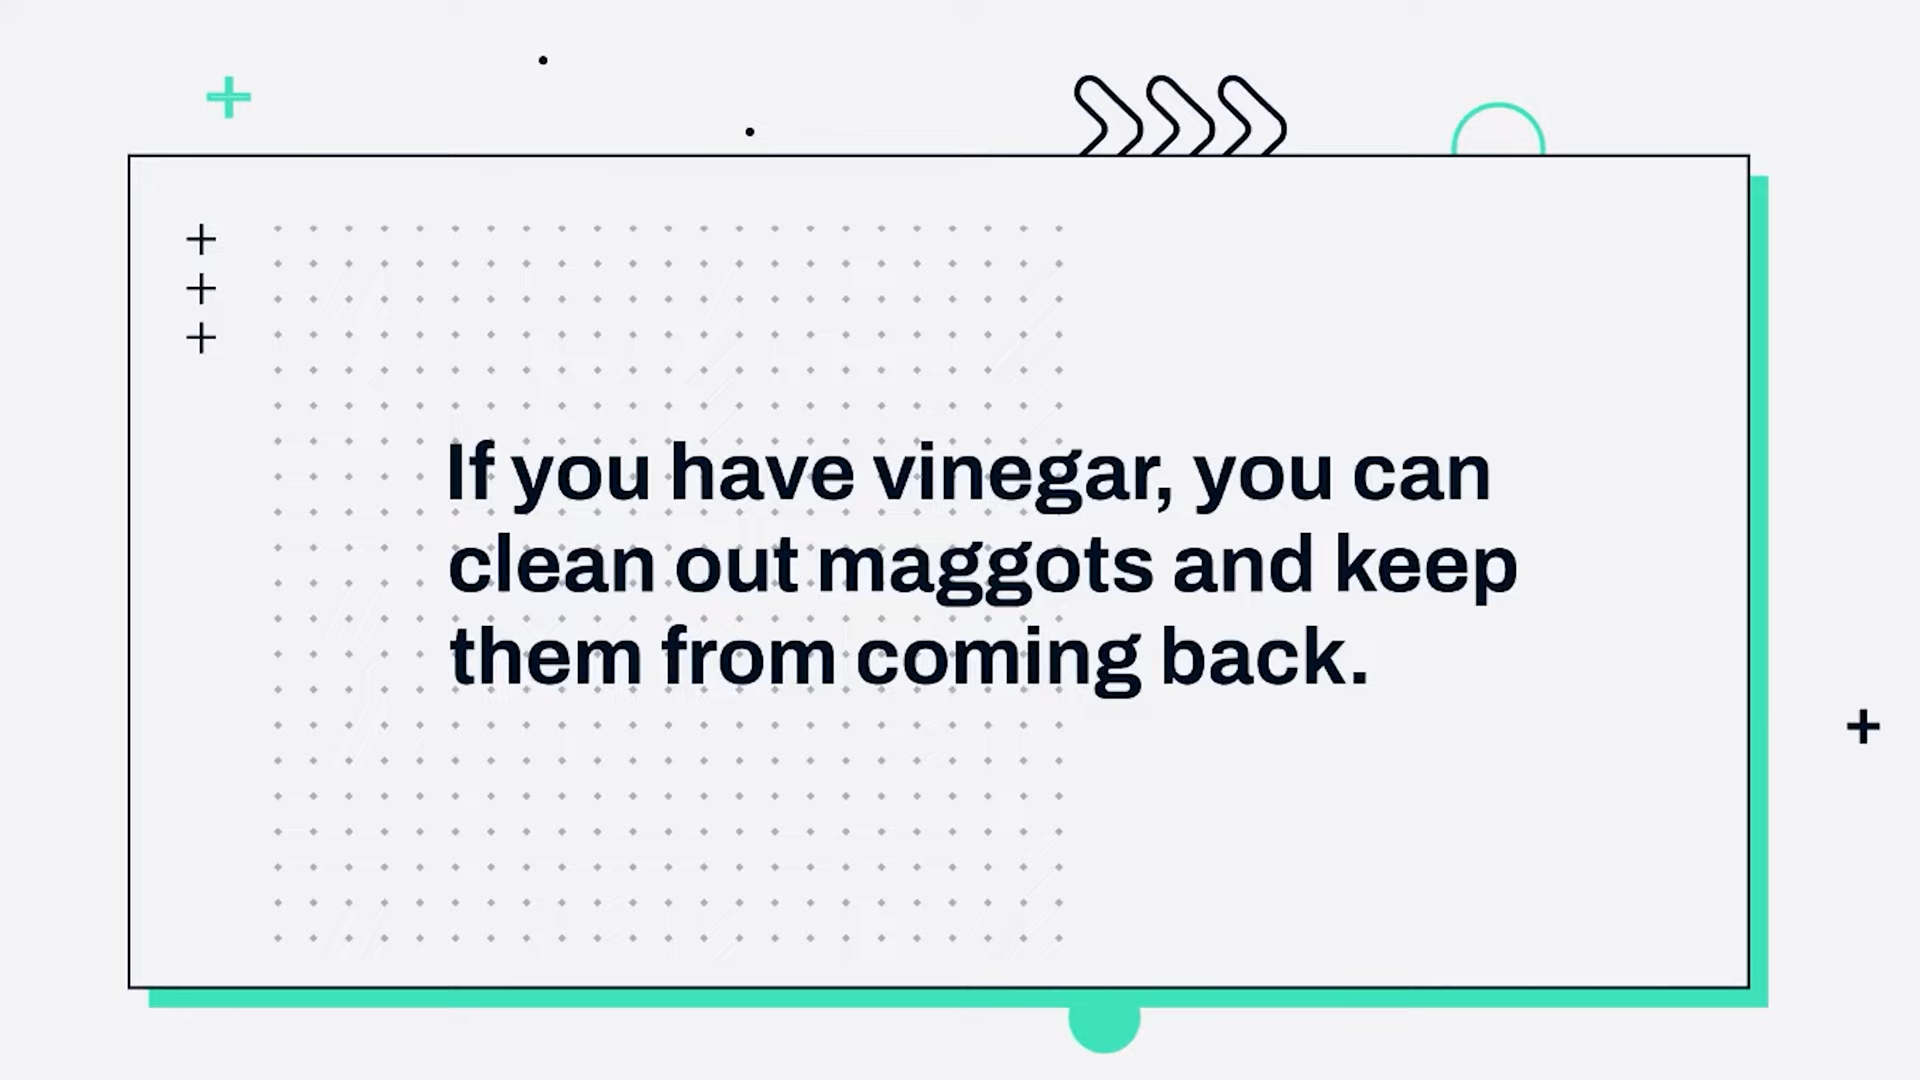 If you have vinegar, you can
clean out maggots and keep
them from coming back.